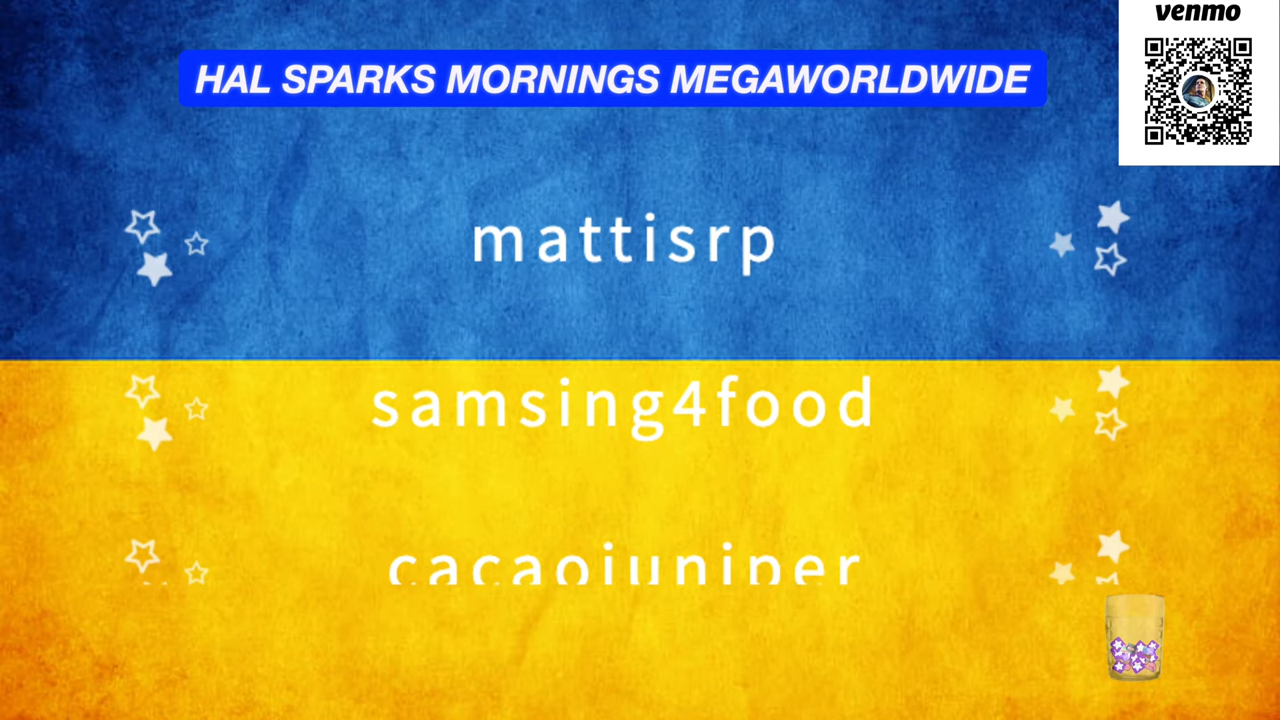 venmo
HAL SPARKS MORNINGS MEGAWORLDWIDE
mattisrp
samsing4food
cacaojuniper